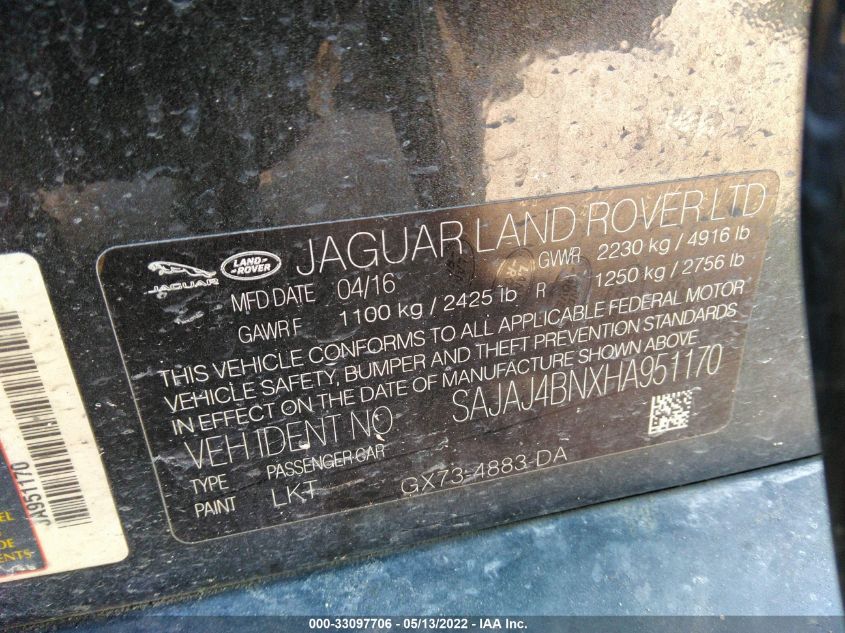 JAGUAR
LAND-
ROVER
JAGUAR LAND ROVER LTD
MFD DATE 04/16 GVWR 2230 kg / 4916 lb
GAWR F 1100 kg / 2425 lb R 1250 kg / 2756 lb
THIS VEHICLE CONFORMS TO ALL APPLICABLE FEDERAL MOTOR
VEHICLE SAFETY, BUMPER AND THEFT PREVENTION STANDARDS
IN EFFECT ON THE DATE OF MANUFACTURE SHOWN ABOVE
VEH IDENT NO SAJAJ4BNXHA951170
TYPE PASSENGER CAR
PAINT LKT GX73-4883-DA
JA951170
EL
DE
ENTS
000-33097706 - 05/13/2022 - IAA Inc.